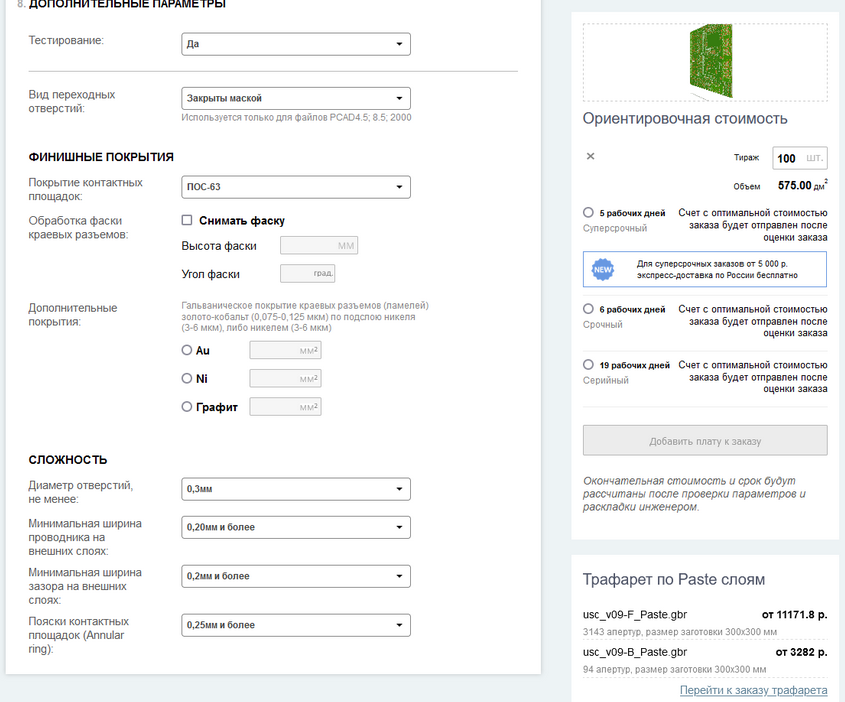 8. ДОПОЛНИТЕЛЬНЫЕ ПАРАМЕТРЫ
Тестирование:
Да
Вид переходных
отверстий:
Закрыты маской
Используется только для файлов PCAD4.5; 8.5; 2000
ФИНИШНЫЕ ПОКРЫТИЯ
Покрытие контактных
площадок:
ПОС-63
Обработка фаски
краевых разъемов:
Снимать фаску
Высота фаски
мм
Угол фаски
град.
Дополнительные
покрытия:
Гальваническое покрытие краевых разъемов (ламелей)
золото-кобальт (0,075-0,125 мкм) по подслою никеля
(3-6 мкм), либо никелем (3-6 мкм)
Au
мм²
Ni
мм²
Графит
мм²
СЛОЖНОСТЬ
Диаметр отверстий,
не менее:
0,3мм
Минимальная ширина
проводника на
внешних слоях:
0,20мм и более
Минимальная ширина
зазора на внешних
слоях:
0,2мм и более
Пояски контактных
площадок (Annular
ring):
0,25мм и более
Ориентировочная стоимость
Тираж
100 шт.
Объем
575.00 дм²
5 рабочих дней
Суперсрочный
Счет с оптимальной стоимостью
заказа будет отправлен после
оценки заказа
NEW
Для суперсрочных заказов от 5 000 р.
экспресс-доставка по России бесплатно
6 рабочих дней
Срочный
Счет с оптимальной стоимостью
заказа будет отправлен после
оценки заказа
19 рабочих дней
Серийный
Счет с оптимальной стоимостью
заказа будет отправлен после
оценки заказа
Добавить плату к заказу
Окончательная стоимость и срок будут
рассчитаны после проверки параметров и
раскладки инженером.
Трафарет по Paste слоям
usc_v09-F_Paste.gbr
от 11171.8 р.
3143 апертур, размер заготовки 300х300 мм
usc_v09-B_Paste.gbr
от 3282 р.
94 апертур, размер заготовки 300х300 мм
Перейти к заказу трафарета